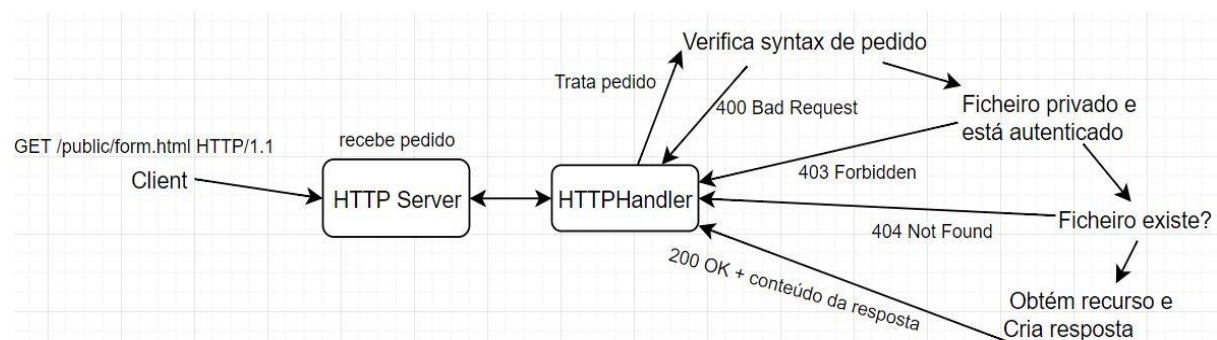 Verifica syntax de pedido
Trata pedido
400 Bad Request
Ficheiro privado e
está autenticado
GET /public/form.html HTTP/1.1
recebe pedido
Client
HTTP Server
HTTPHandler
403 Forbidden
Ficheiro existe?
404 Not Found
200 OK + conteúdo da resposta
Obtém recurso e
Cria resposta